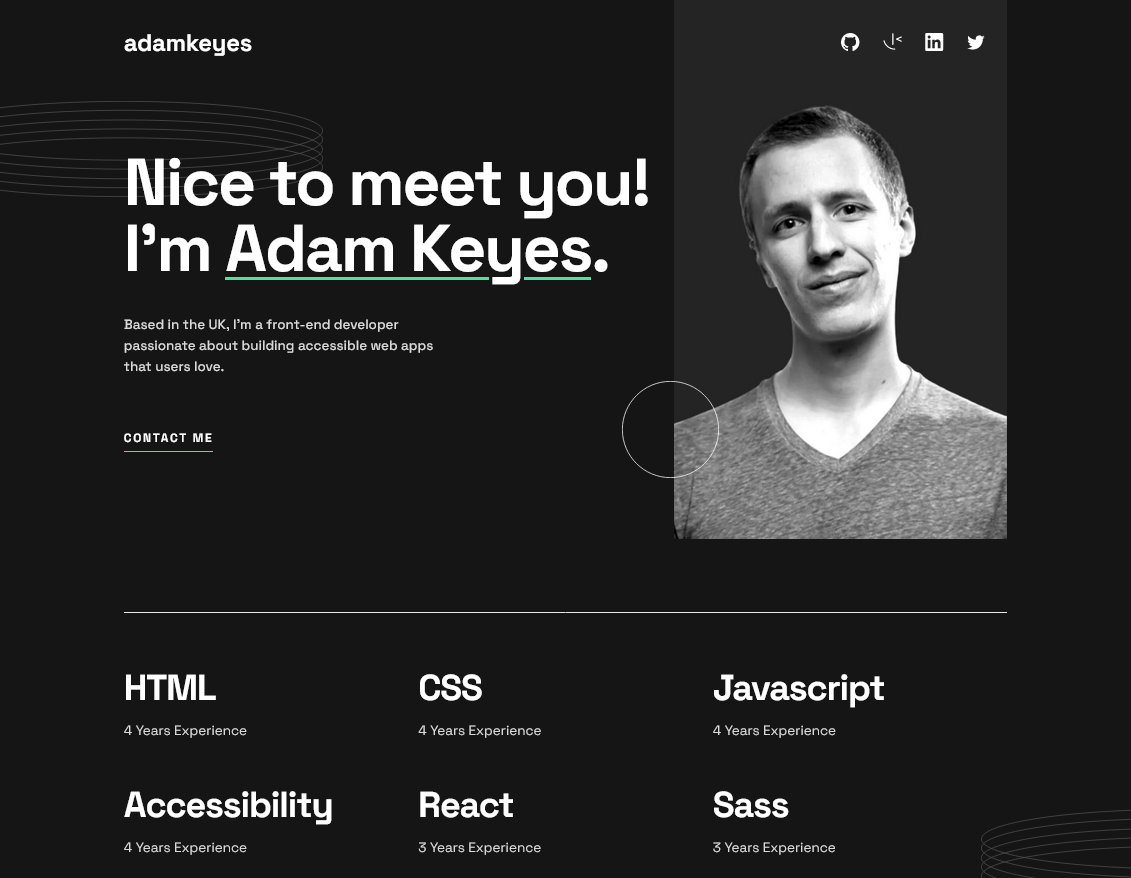 adamkeyes
Nice to meet you!
I’m Adam Keyes.
Based in the UK, I’m a front-end developer
passionate about building accessible web apps
that users love.
CONTACT ME
HTML
4 Years Experience
CSS
4 Years Experience
Javascript
4 Years Experience
Accessibility
4 Years Experience
React
3 Years Experience
Sass
3 Years Experience